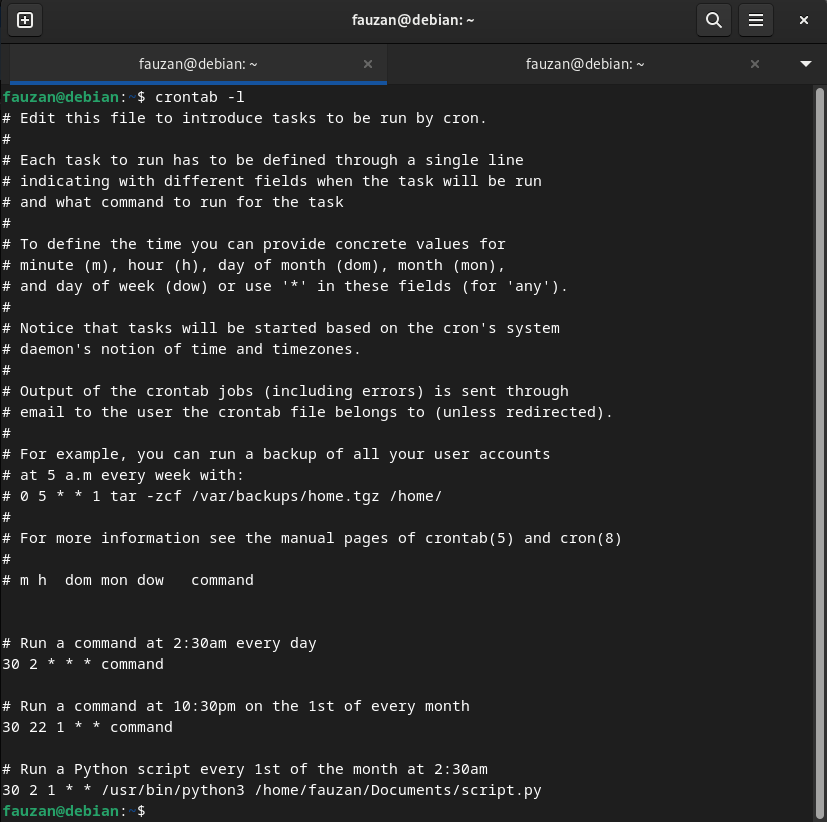 fauzan@debian: ~
fauzan@debian: ~
fauzan@debian: ~
fauzan@debian:~$ crontab -l
# Edit this file to introduce tasks to be run by cron.
#
# Each task to run has to be defined through a single line
# indicating with different fields when the task will be run
# and what command to run for the task
#
# To define the time you can provide concrete values for
# minute (m), hour (h), day of month (dom), month (mon),
# and day of week (dow) or use '*' in these fields (for 'any').
#
# Notice that tasks will be started based on the cron's system
# daemon's notion of time and timezones.
#
# Output of the crontab jobs (including errors) is sent through
# email to the user the crontab file belongs to (unless redirected).
#
# For example, you can run a backup of all your user accounts
# at 5 a.m every week with:
# 0 5 * * 1 tar -zcf /var/backups/home.tgz /home/
#
# For more information see the manual pages of crontab(5) and cron(8)
#
# m h  dom mon dow   command
# Run a command at 2:30am every day
30 2 * * * command
# Run a command at 10:30pm on the 1st of every month
30 22 1 * * command
# Run a Python script every 1st of the month at 2:30am
30 2 1 * * /usr/bin/python3 /home/fauzan/Documents/script.py
fauzan@debian:~$